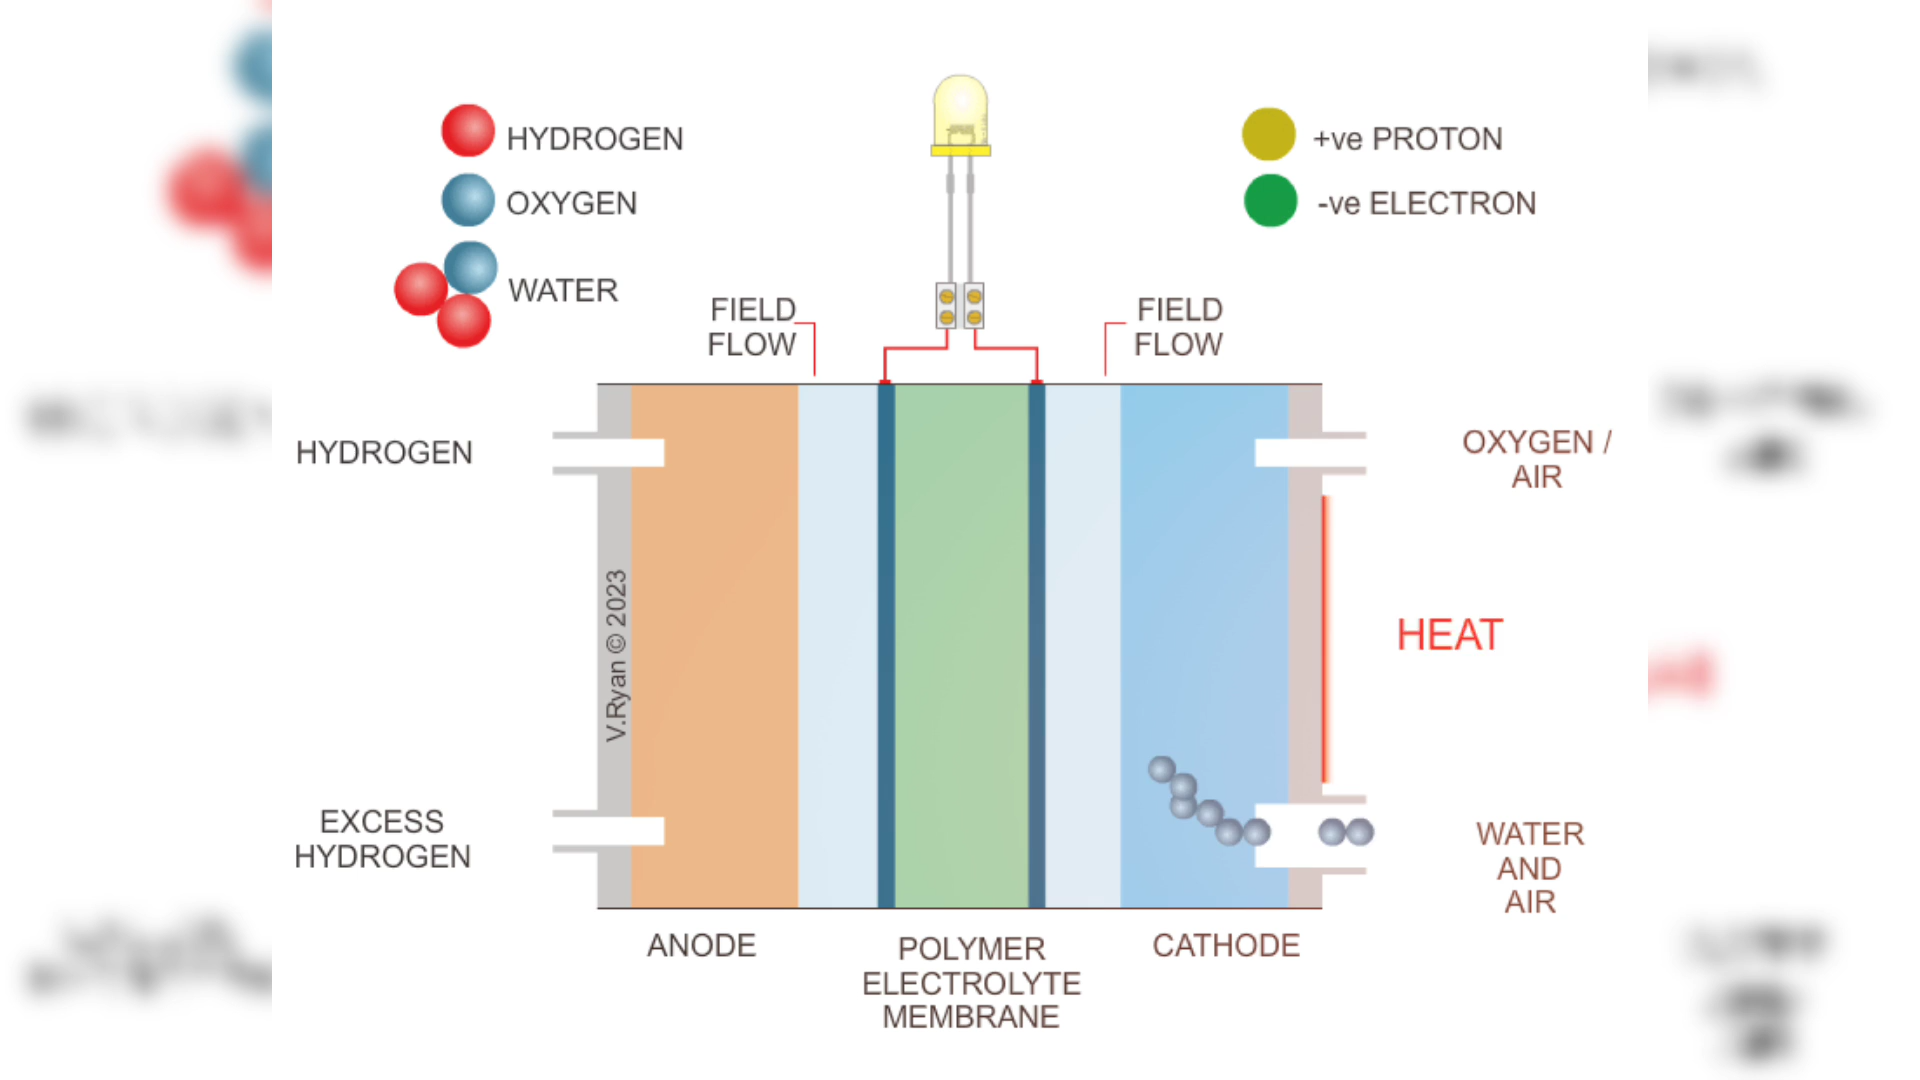 HYDROGEN
OXYGEN
WATER
+ve PROTON
-ve ELECTRON
FIELD
FLOW
FIELD
FLOW
HYDROGEN
OXYGEN /
AIR
V.Ryan © 2023
HEAT
EXCESS
HYDROGEN
WATER
AND
AIR
ANODE
POLYMER
ELECTROLYTE
MEMBRANE
CATHODE